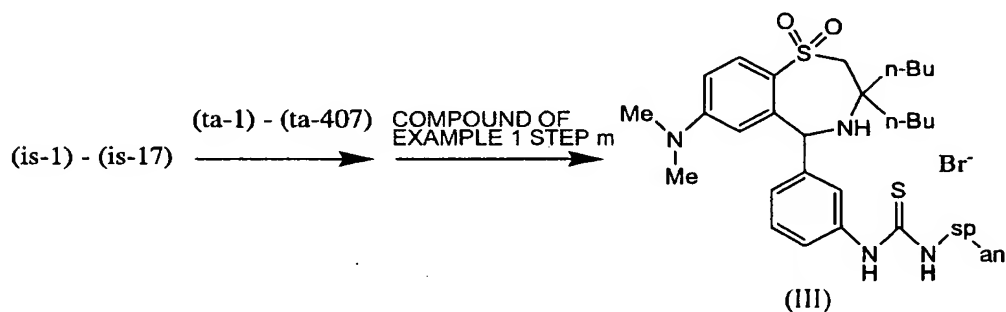 (is-1) - (is-17)
(ta-1) - (ta-407)
COMPOUND OF
EXAMPLE 1 STEP m
O O
S
n-Bu
n-Bu
NH
Me
N
Me
Br-
S
N
H
N
H
sp
an
(III)